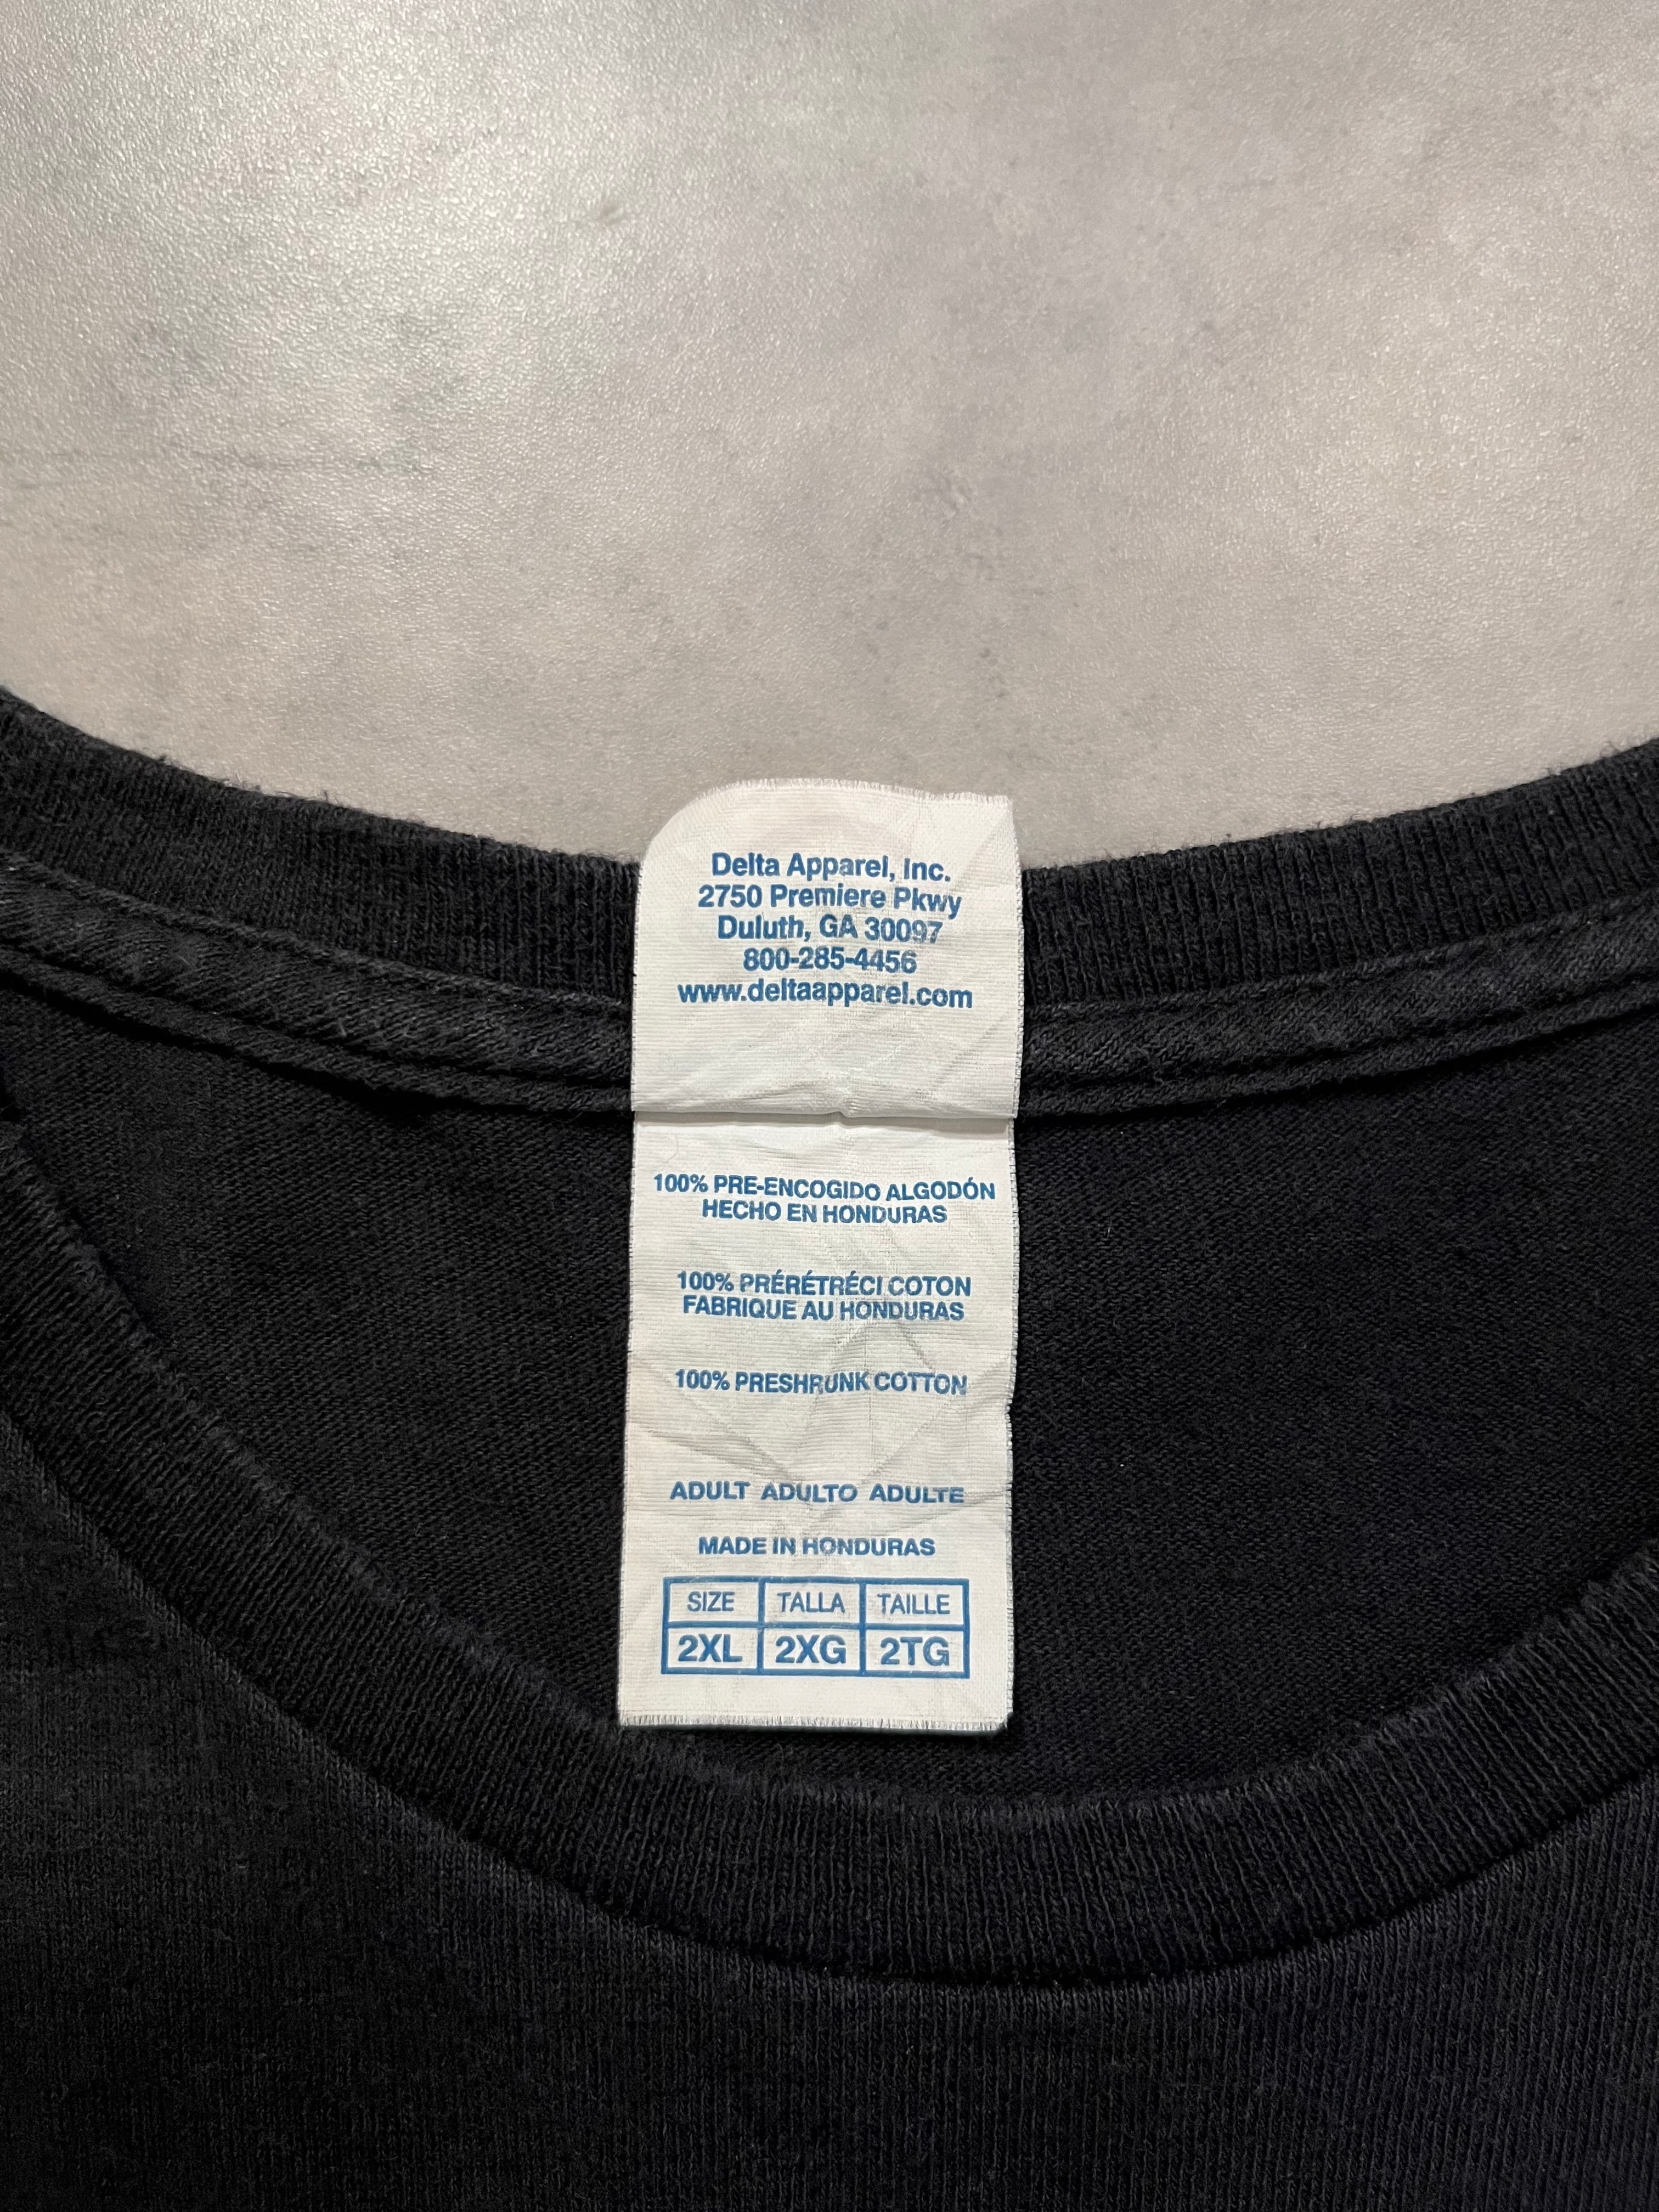 Delta Apparel, Inc.
2750 Premiere Pkwy
Duluth, GA 30097
800-285-4456
www.deltaapparel.com
100% PRE-ENCOGIDO ALGODÓN
HECHO EN HONDURAS
100% PRÉRÉTRÉCI COTON
FABRIQUE AU HONDURAS
100% PRESHRUNK COTTON
ADULT ADULTO ADULTE
MADE IN HONDURAS
SIZE TALLA TAILLE
2XL 2XG 2TG